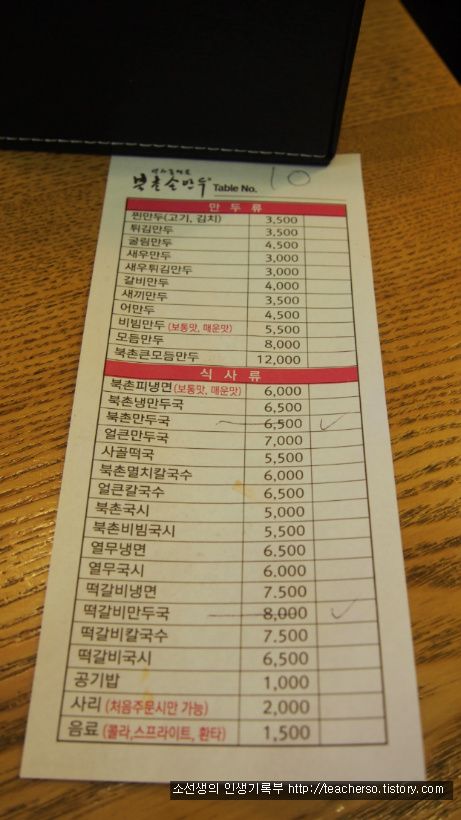 북촌손만두 Table No. 10
만 두 류
찐만두(고기, 김치) 3,500
튀김만두 3,500
굴림만두 4,500
새우만두 3,000
새우튀김만두 3,000
갈비만두 4,000
새끼만두 3,500
어만두 4,500
비빔만두 (보통맛, 매운맛) 5,500
모듬만두 8,000
북촌큰모듬만두 12,000
식 사 류
북촌피냉면 (보통맛, 매운맛) 6,000
북촌냉만두국 6,500
북촌만두국 6,500
얼큰만두국 7,000
사골떡국 5,500
북촌멸치칼국수 6,000
얼큰칼국수 6,500
북촌국시 5,000
북촌비빔국시 5,500
열무냉면 6.500
열무국시 6.000
떡갈비냉면 7.500
떡갈비만두국 8,000
떡갈비칼국수 7.500
떡갈비국시 6,500
공기밥 1,000
사리 (처음주문시만 가능) 2,000
음료 (콜라,스프라이트, 환타) 1,500
소선생의 인생기록부 http://teacherso.tistory.com